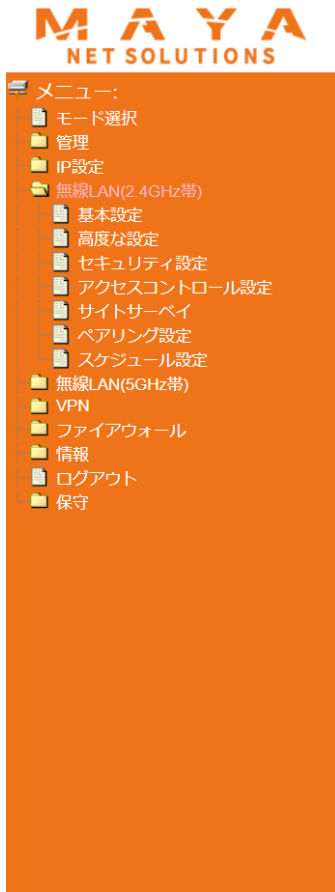 MAYA
NET SOLUTIONS
メニュー:
モード選択
管理
IP設定
無線LAN(2.4GHz帯)
基本設定
高度な設定
セキュリティ設定
アクセスコントロール設定
サイトサーベイ
ペアリング設定
スケジュール設定
無線LAN(5GHz帯)
VPN
ファイアウォール
情報
ログアウト
保守